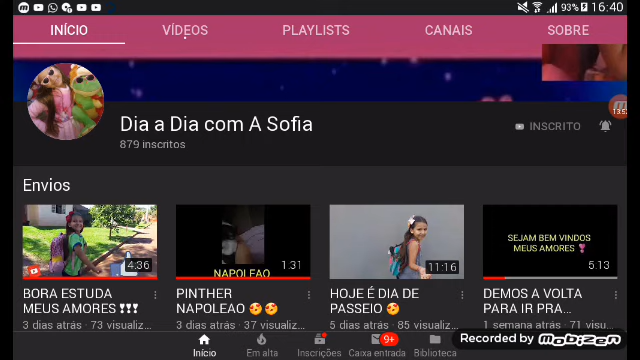 93% 16:40
INÍCIO VÍDEOS PLAYLISTS CANAIS SOBRE
Dia a Dia com A Sofia
879 inscritos
INSCRITO
13:52
Envios
4:36
NAPOLEAO
1:31
11:16
SEJAM BEM VINDOS
MEUS AMORES
5:13
BORA ESTUDA
MEUS AMORES ❢❢❢
3 dias atrás · 73 visualiz...
PINTHER
NAPOLEAO 🥰🥰
3 dias atrás · 37 visualiz...
HOJE É DIA DE
PASSEIO 🥰
5 dias atrás · 85 visualiz...
DEMOS A VOLTA
PARA IR PRA...
1 semana atrás · 71 vis...
Início Em alta Inscrições Caixa entrada Biblioteca
9+
Recorded by mobizen